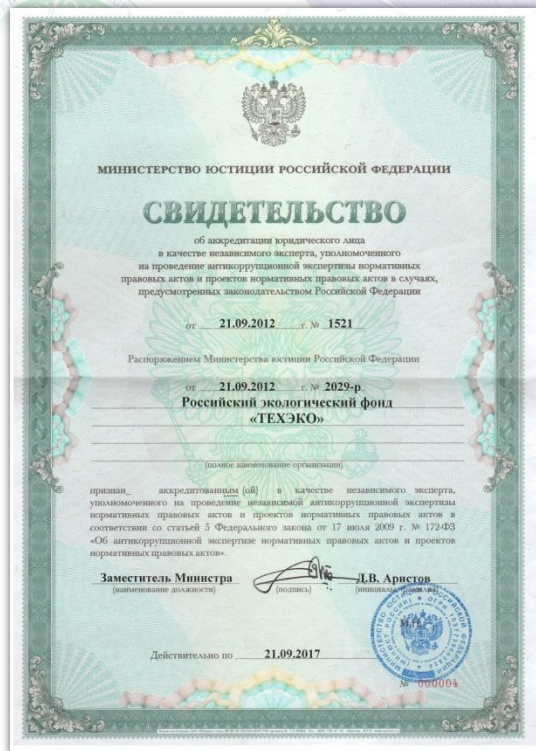 МИНИСТЕРСТВО ЮСТИЦИИ РОССИЙСКОЙ ФЕДЕРАЦИИ
СВИДЕТЕЛЬСТВО
об аккредитации юридического лица
в качестве независимого эксперта, уполномоченного
на проведение антикоррупционной экспертизы нормативных
правовых актов и проектов нормативных правовых актов в случаях,
предусмотренных законодательством Российской Федерации
от 21.09.2012 г. № 1521
Распоряжением Министерства юстиции Российской Федерации
от 21.09.2012 г. № 2029-р
Российский экологический фонд
«ТЕХЭКО»
(полное наименование организации)
признан_ аккредитованным (ой) в качестве независимого эксперта,
уполномоченного на проведение независимой антикоррупционной экспертизы
нормативных правовых актов и проектов нормативных правовых актов в
соответствии со статьей 5 Федерального закона от 17 июля 2009 г. № 172-ФЗ
«Об антикоррупционной экспертизе нормативных правовых актов и проектов
нормативных правовых актов».
Заместитель Министра Д.В. Аристов
(наименование должности) (подпись) (инициалы, фамилия)
М.П.
Действительно по 21.09.2017
№ 000004